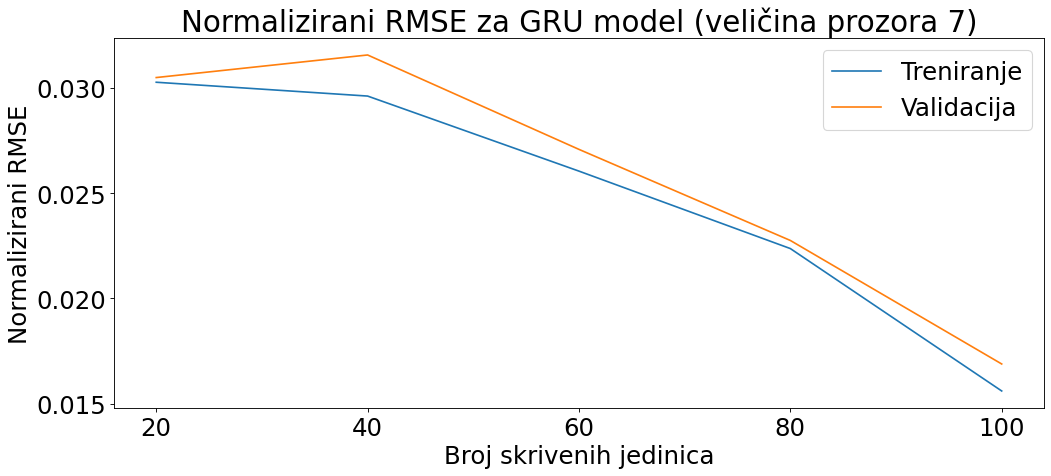 Normalizirani RMSE za GRU model (veličina prozora 7)
Treniranje
Validacija
Normalizirani RMSE
0.030
0.025
0.020
0.015
20 40 60 80 100
Broj skrivenih jedinica